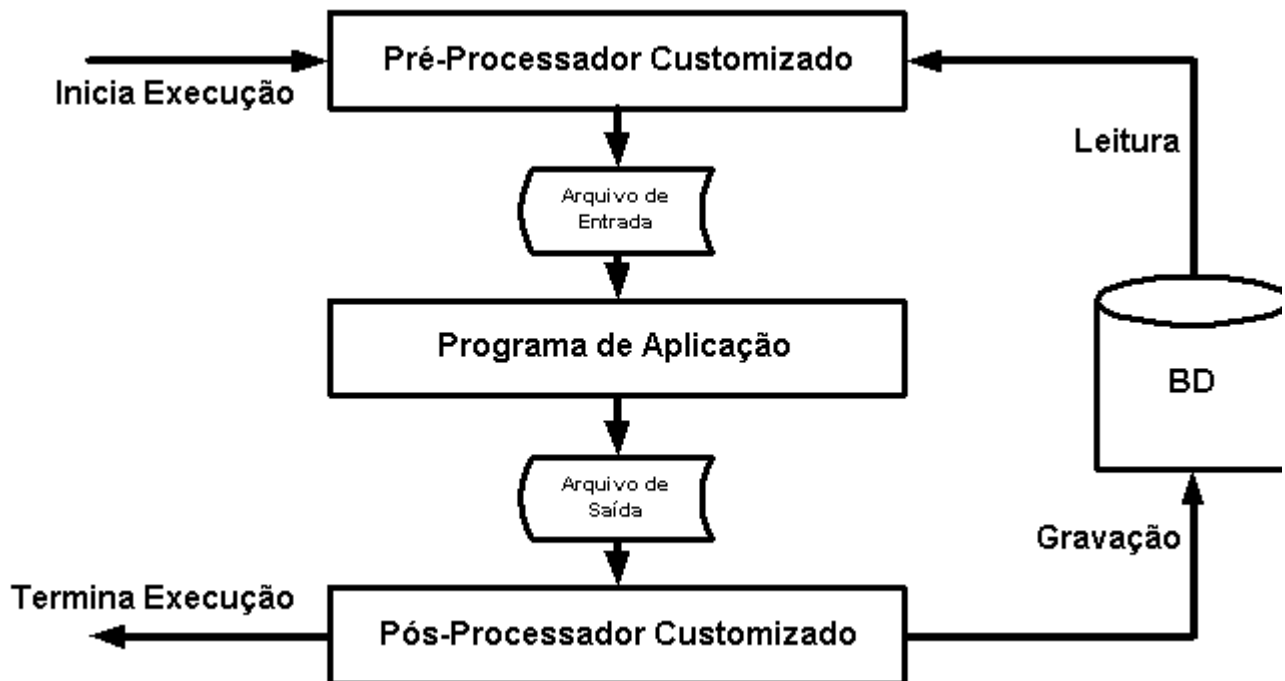 Pré-Processador Customizado
Inicia Execução
Leitura
Arquivo de
Entrada
Programa de Aplicação
BD
Arquivo de
Saída
Gravação
Termina Execução
Pós-Processador Customizado